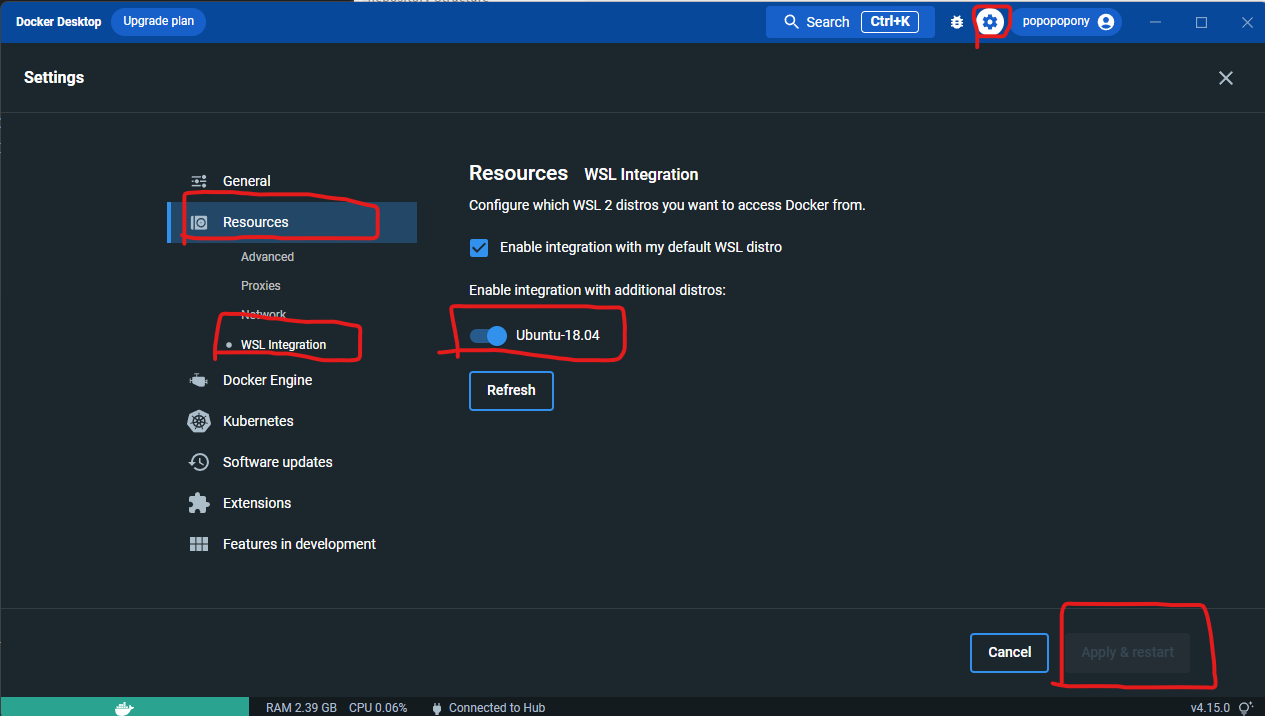 Docker Desktop Upgrade plan Search Ctrl+K popopopony
Settings
General
Resources
Advanced
Proxies
Network
WSL Integration
Docker Engine
Kubernetes
Software updates
Extensions
Features in development
Resources WSL Integration
Configure which WSL 2 distros you want to access Docker from.
Enable integration with my default WSL distro
Enable integration with additional distros:
Ubuntu-18.04
Refresh
Cancel Apply & restart
RAM 2.39 GB CPU 0.06% Connected to Hub v4.15.0